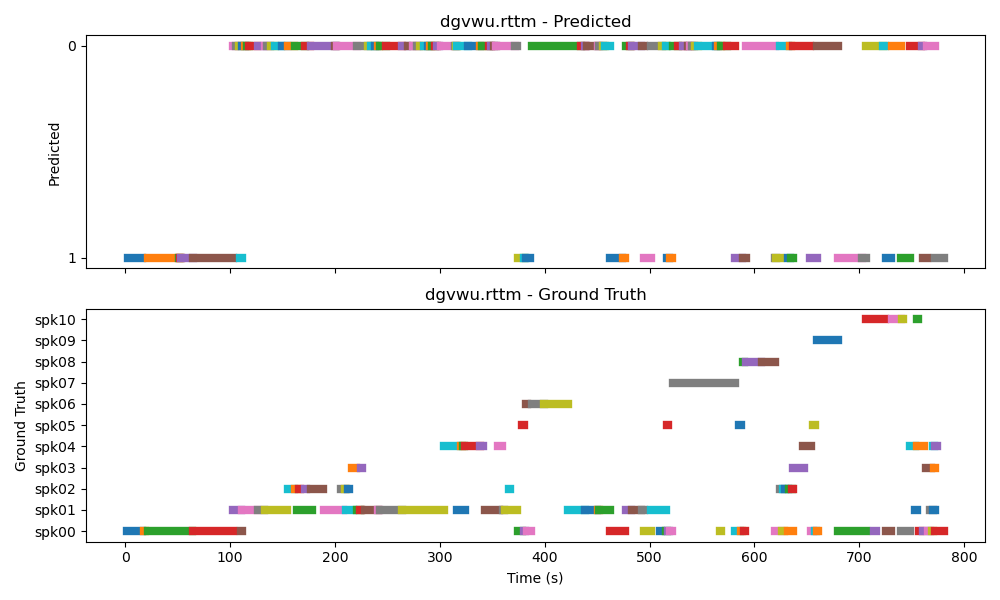 dgvwu.rttm - Predicted
0
1
Predicted
dgvwu.rttm - Ground Truth
spk10
spk09
spk08
spk07
spk06
spk05
spk04
spk03
spk02
spk01
spk00
Ground Truth
0 100 200 300 400 500 600 700 800
Time (s)